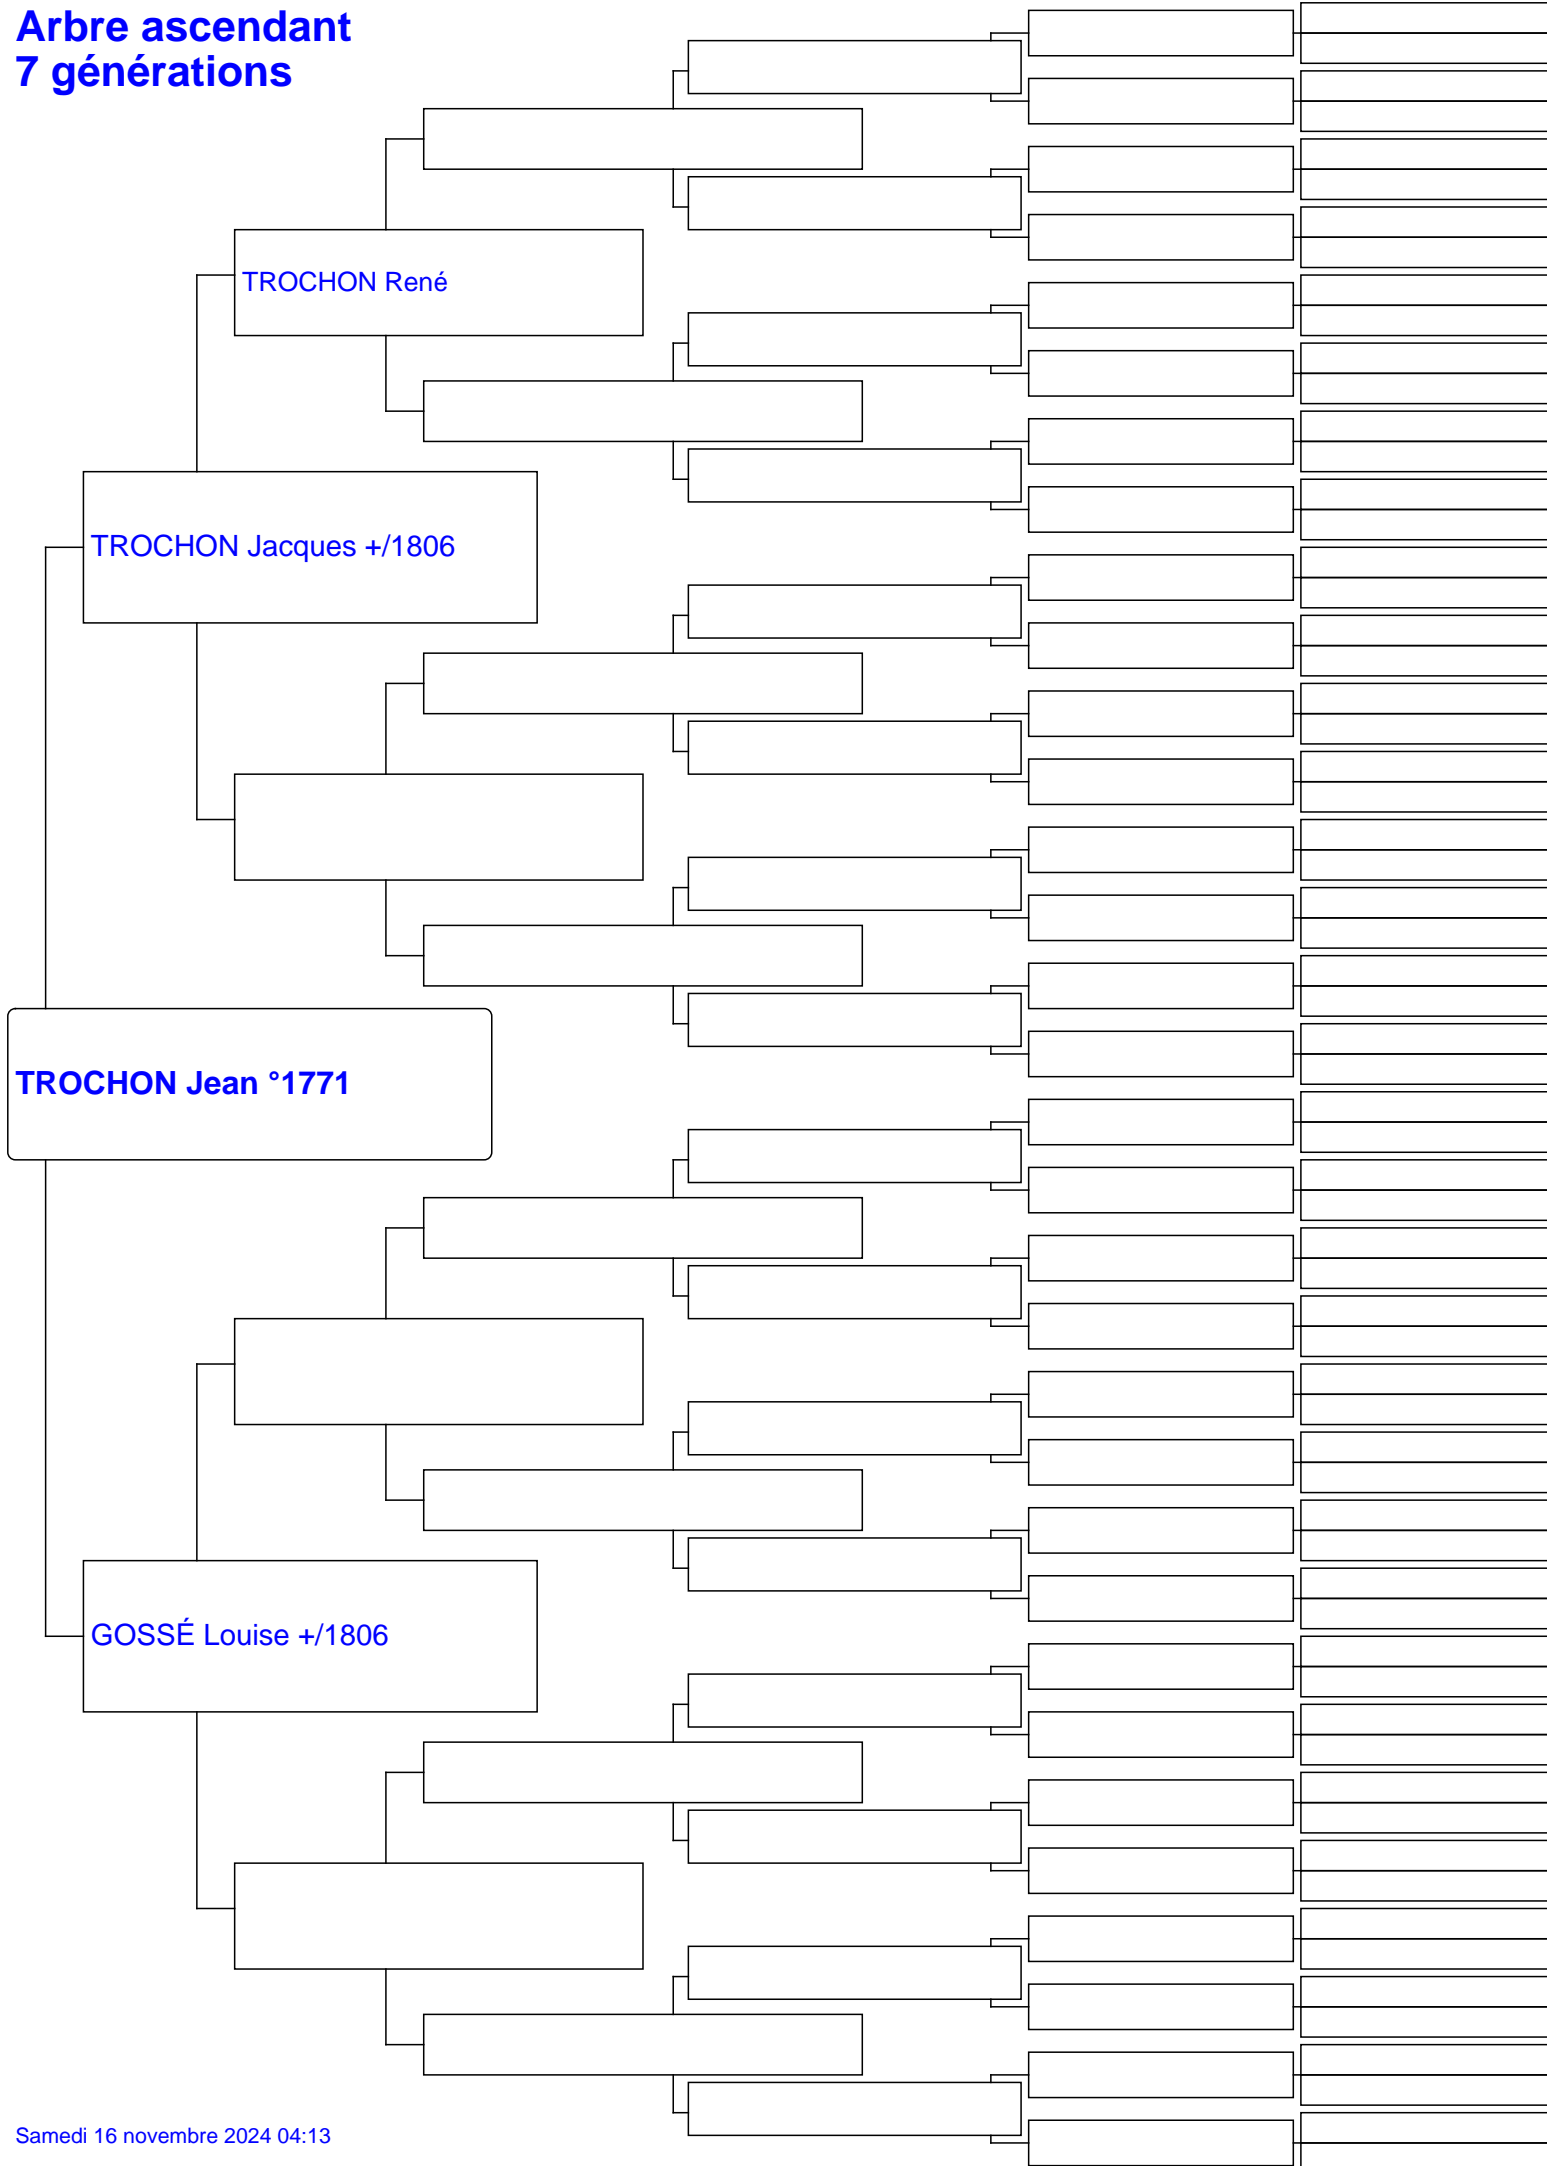 Arbre ascendant
7 générations
TROCHON René
TROCHON Jacques +/1806
TROCHON Jean °1771
GOSSÉ Louise +/1806
Samedi 16 novembre 2024 04:13